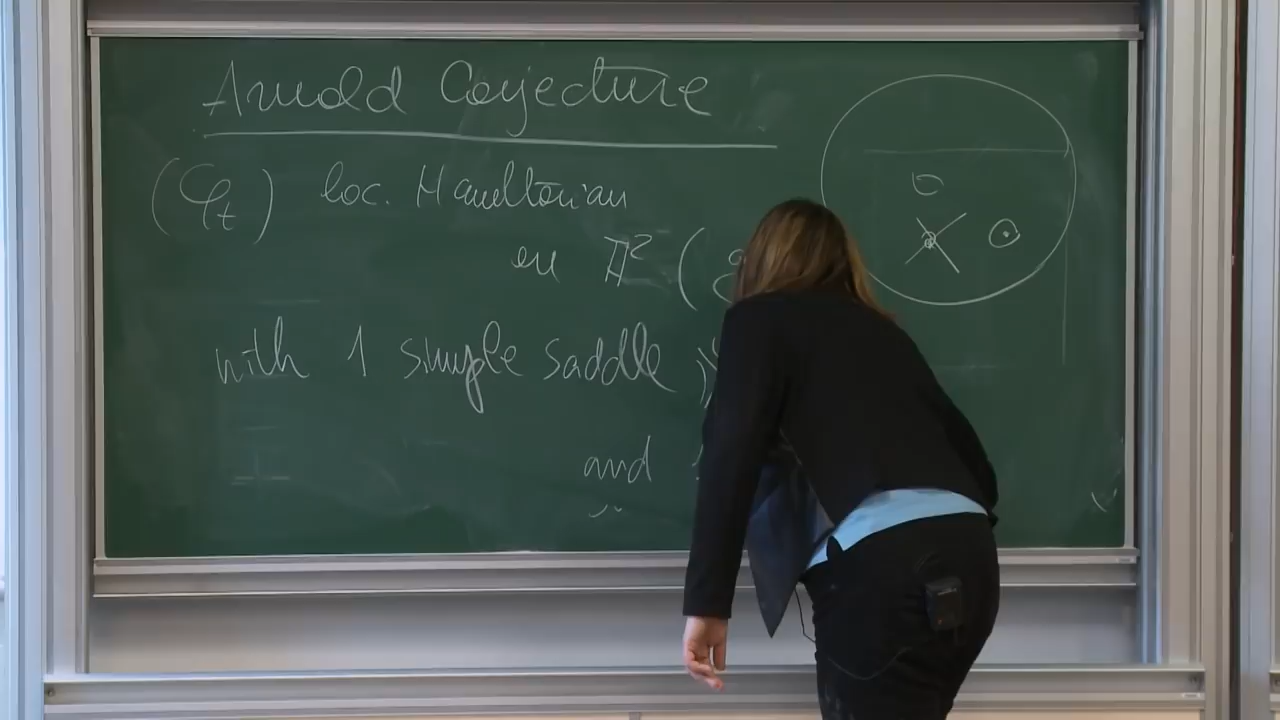 Arnold Conjecture
(φₜ) loc. Hamiltonian
on 𝕋² (g
with 1 simple saddle
and